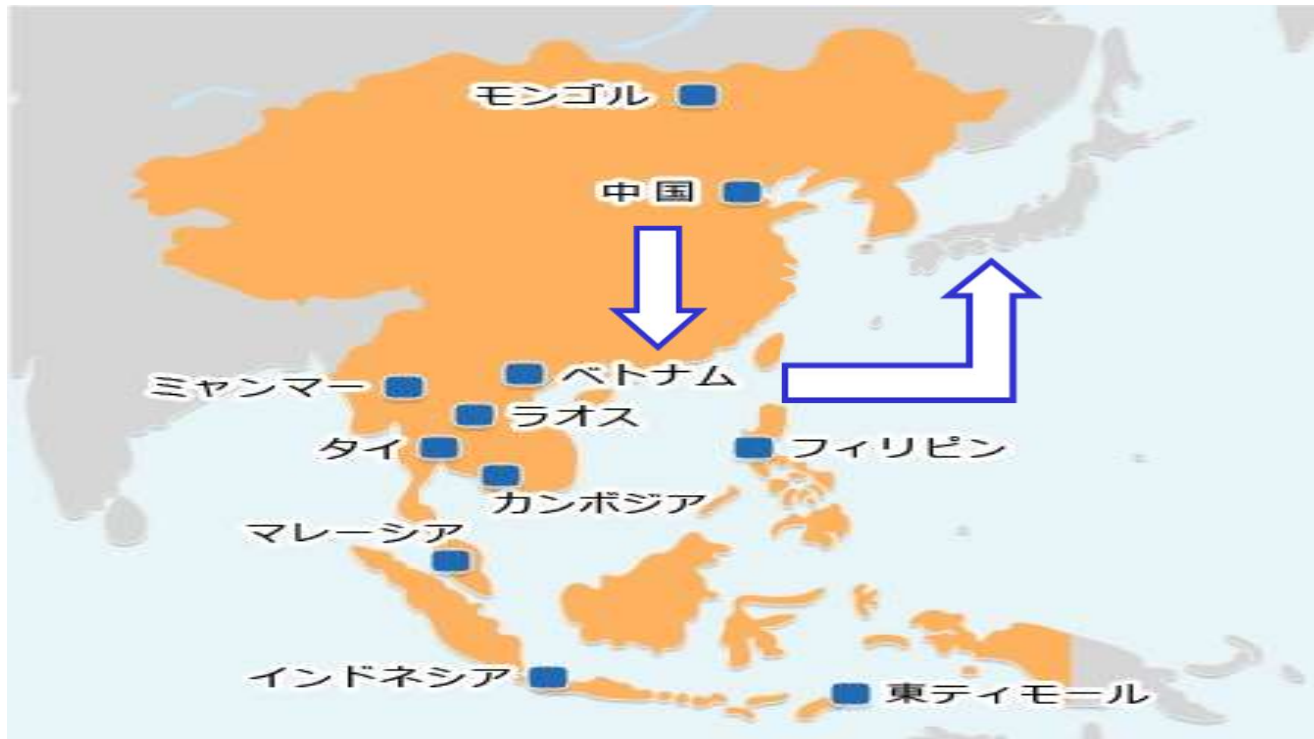 モンゴル
中国
ベトナム
ミャンマー
ラオス
タイ
フィリピン
カンボジア
マレーシア
インドネシア
東ティモール